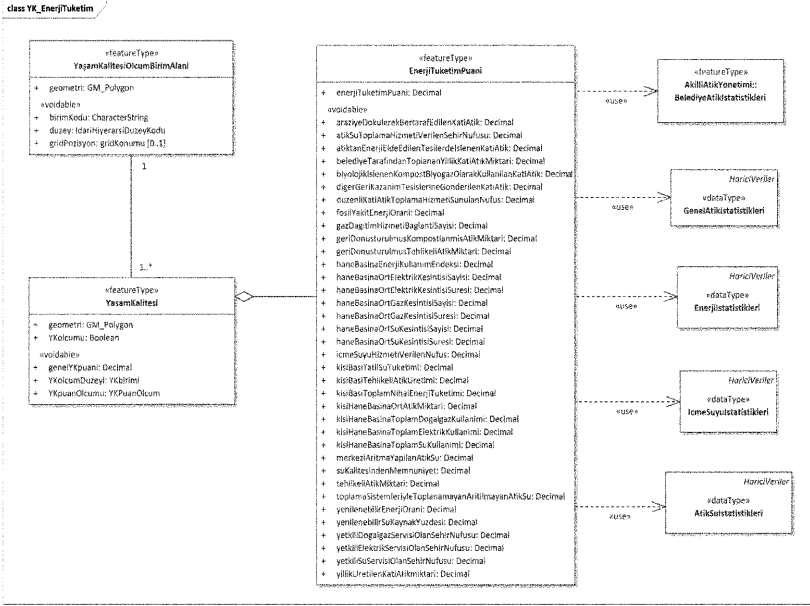 class YK_EnerjiTuketim
«featureType»
YaşamKalitesiOlcumBirimAlani
+ geometri: GM_Polygon
«voidable»
+ birimKodu: CharacterString
+ duzey: IdariHiyerarsiDuzeyKodu
+ gridPozisyon: gridKonumu [0..1]
1
1..*
«featureType»
YasamKalitesi
+ geometri: GM_Polygon
+ YKolcumu: Boolean
«voidable»
+ genelYKpuani: Decimal
+ YKolcumDuzeyi: YKbirimi
+ YKpuanOlcumu: YKPuanOlcum
«featureType»
EnerjiTuketimPuani
+ enerjiTuketimPuani: Decimal
«voidable»
+ araziyeDokulerekBertarafEdilenKatiAtik: Decimal
+ atikSuToplamaHizmetiVerilenSehirNufusu: Decimal
+ atiktanEnerjiEldeEdilenTesilerdeIslenenKatiAtik: Decimal
+ belediyeTarafindanToplananYillikKatiAtikMiktari: Decimal
+ biyolojikIslenenKompostBiyogazOlarakKullanilanKatiAtik: Decimal
+ digerGeriKazanimTesislerineGonderilenKatiAtik: Decimal
+ duzenliKatiAtikToplamaHizmetiSunulanNufus: Decimal
+ fosilYakitEnerjiOrani: Decimal
+ gazDagitimHizmetiBaglantiSayisi: Decimal
+ geriDonusturulmusKompostlanmisAtikMiktari: Decimal
+ geriDonusturulmusTehlikeliAtikMiktari: Decimal
+ haneBasinaEnerjiKullanimEndeksi: Decimal
+ haneBasinaOrtElektrikKesintisiSayisi: Decimal
+ haneBasinaOrtElektrikKesintisiSuresi: Decimal
+ haneBasinaOrtGazKesintisiSayisi: Decimal
+ haneBasinaOrtGazKesintisiSuresi: Decimal
+ haneBasinaOrtSuKesintisiSayisi: Decimal
+ haneBasinaOrtSuKesintisiSuresi: Decimal
+ icmeSuyuHizmetiVerilenNufus: Decimal
+ kisiBasiTatilSuTuketimi: Decimal
+ kisiBasiTehlikeliAtikUretimi: Decimal
+ kisiBasiToplamNihaiEnerjiTuketimi: Decimal
+ kisiHaneBasinaOrtAtikMiktari: Decimal
+ kisiHaneBasinaToplamDogalgazKullanimi: Decimal
+ kisiHaneBasinaToplamElektrikKullanimi: Decimal
+ kisiHaneBasinaToplamSuKullanimi: Decimal
+ merkeziAritmaYapilanAtikSu: Decimal
+ suKalitesindenMemnuniyet: Decimal
+ tehlikeliAtikMiktari: Decimal
+ toplamaSistemleriyleToplanamayanAritilmayanAtikSu: Decimal
+ yenilenebilirEnerjiOrani: Decimal
+ yenilenebilirSuKaynakYuzdesi: Decimal
+ yetkiliDogalgazServisiOlanSehirNufusu: Decimal
+ yetkiliElektrikServisiOlanSehirNufusu: Decimal
+ yetkiliSuServisiOlanSehirNufusu: Decimal
+ yillikUretilenKatiAtikmiktari: Decimal
«use»
«featureType»
AkilliAtikYonetimi::
BelediyeAtikIstatistikleri
«use»
HariciVeriler
«dataType»
GenelAtikIstatistikleri
«use»
HariciVeriler
«dataType»
EnerjiIstatistikleri
«use»
HariciVeriler
«dataType»
IcmeSuyuIstatistikleri
«use»
HariciVeriler
«dataType»
AtikSuIstatistikleri